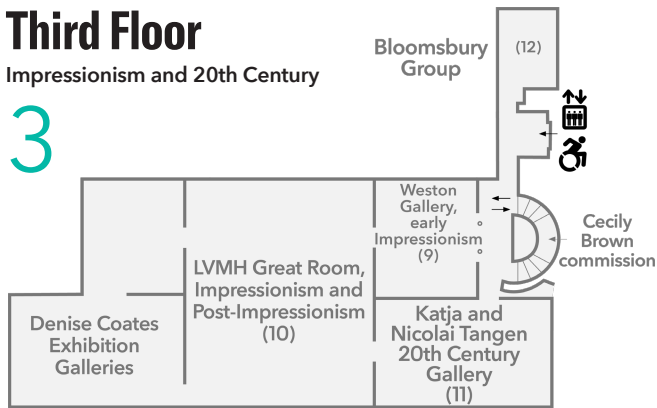 Third Floor
Impressionism and 20th Century
3
Bloomsbury
Group
(12)
Weston
Gallery,
early
Impressionism
(9)
Cecily
Brown
commission
LVMH Great Room,
Impressionism and
Post-Impressionism
(10)
Denise Coates
Exhibition
Galleries
Katja and
Nicolai Tangen
20th Century
Gallery
(11)